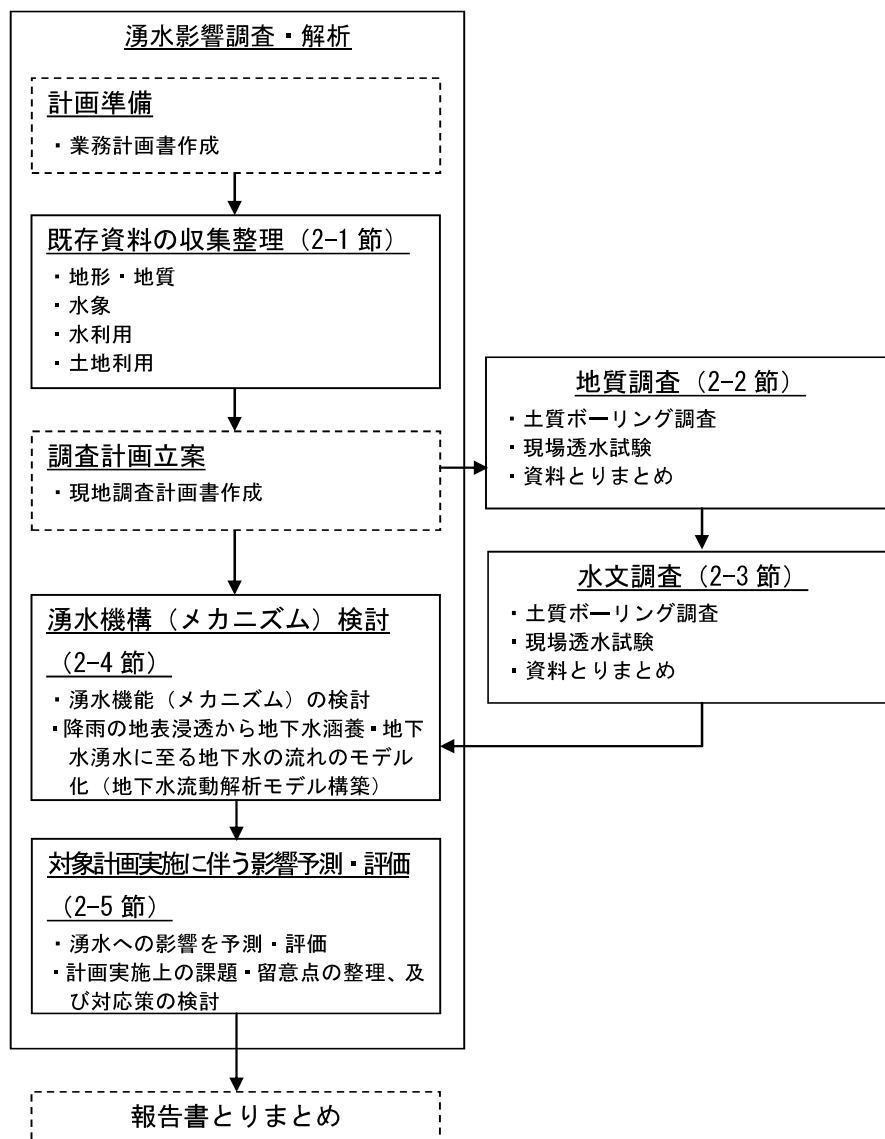 湧水影響調査・解析
計画準備
・業務計画書作成
既存資料の収集整理（2-1 節）
・地形・地質
・水象
・水利用
・土地利用
調査計画立案
・現地調査計画書作成
地質調査（2-2 節）
・土質ボーリング調査
・現場透水試験
・資料とりまとめ
水文調査（2-3 節）
・土質ボーリング調査
・現場透水試験
・資料とりまとめ
湧水機構（メカニズム）検討
（2-4 節）
・湧水機能（メカニズム）の検討
・降雨の地表浸透から地下水涵養・地下
水湧水に至る地下水の流れのモデル
化（地下水流動解析モデル構築）
対象計画実施に伴う影響予測・評価
（2-5 節）
・湧水への影響を予測・評価
・計画実施上の課題・留意点の整理、及
び対応策の検討
報告書とりまとめ